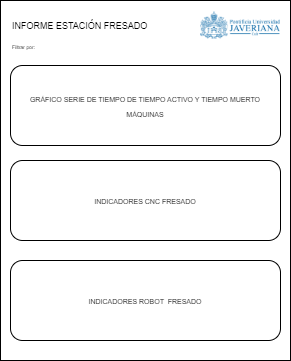 INFORME ESTACIÓN FRESADO
Pontificia Universidad
JAVERIANA
Cali
Filtrar por:
GRÁFICO SERIE DE TIEMPO DE TIEMPO ACTIVO Y TIEMPO MUERTO
MÁQUINAS
INDICADORES CNC FRESADO
INDICADORES ROBOT FRESADO